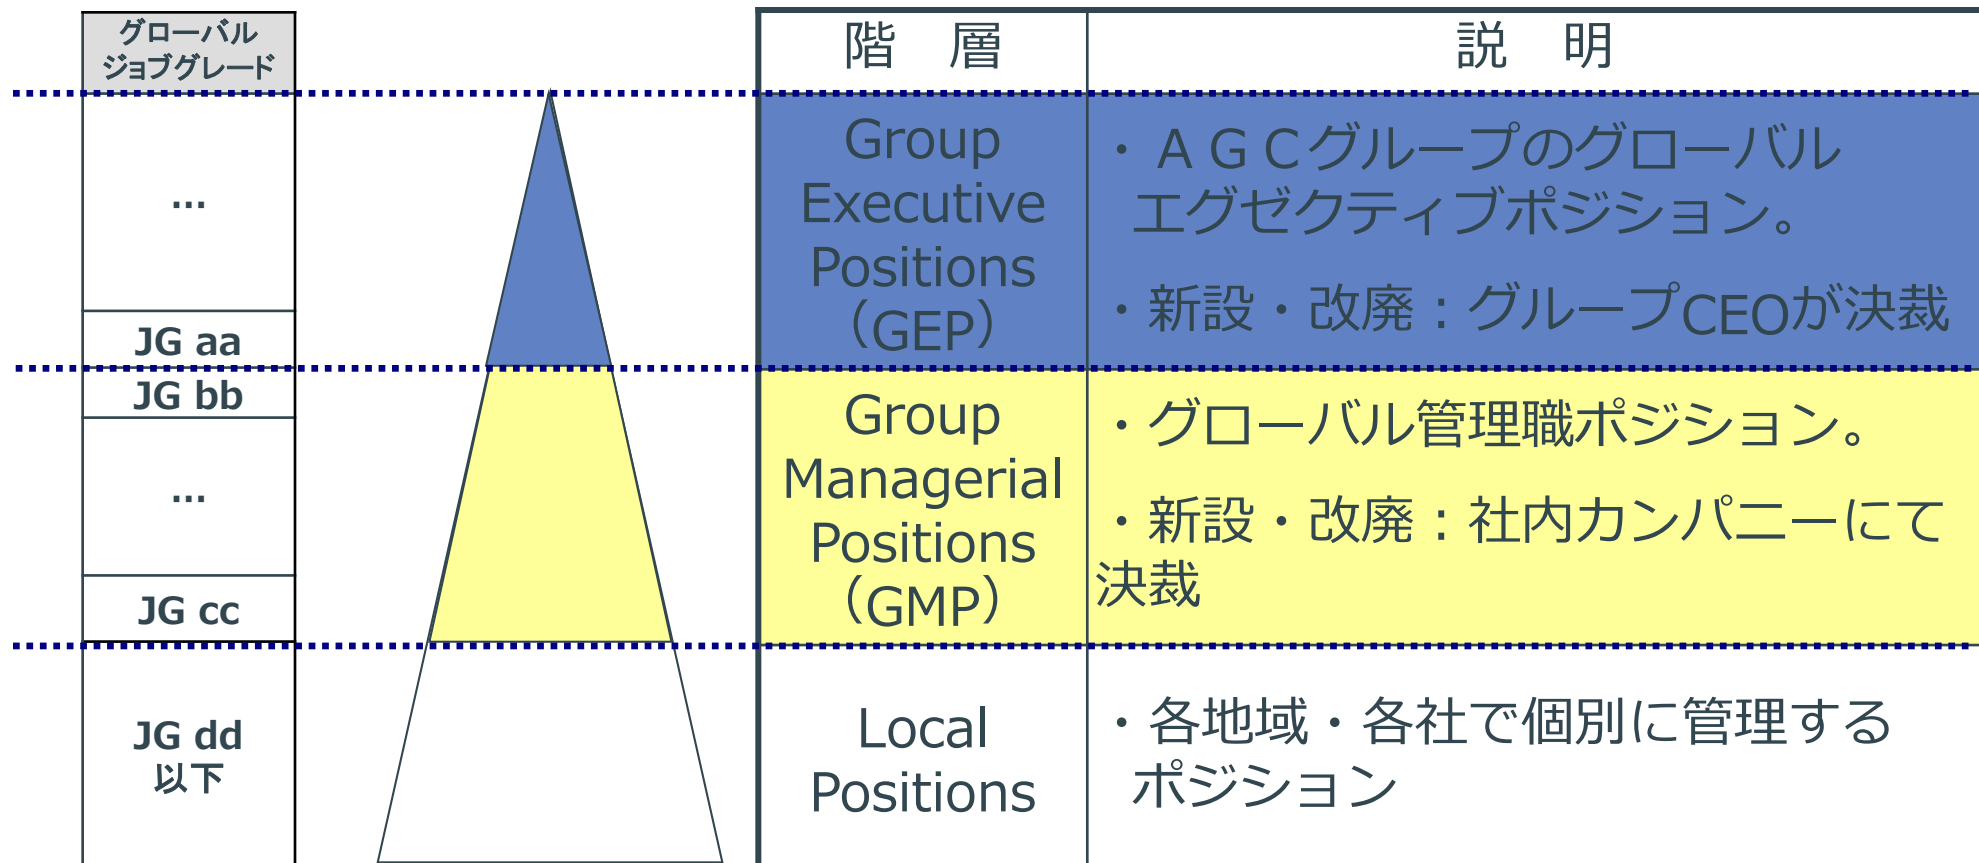 グローバル
ジョブグレード
階　層
説　明
...
JG aa
Group
Executive
Positions
（GEP）
・ＡＧＣグループのグローバル
エグゼクティブポジション。
・新設・改廃：グループCEOが決裁
JG bb
...
JG cc
Group
Managerial
Positions
（GMP）
・グローバル管理職ポジション。
・新設・改廃：社内カンパニーにて
決裁
JG dd
以下
Local
Positions
・各地域・各社で個別に管理する
ポジション